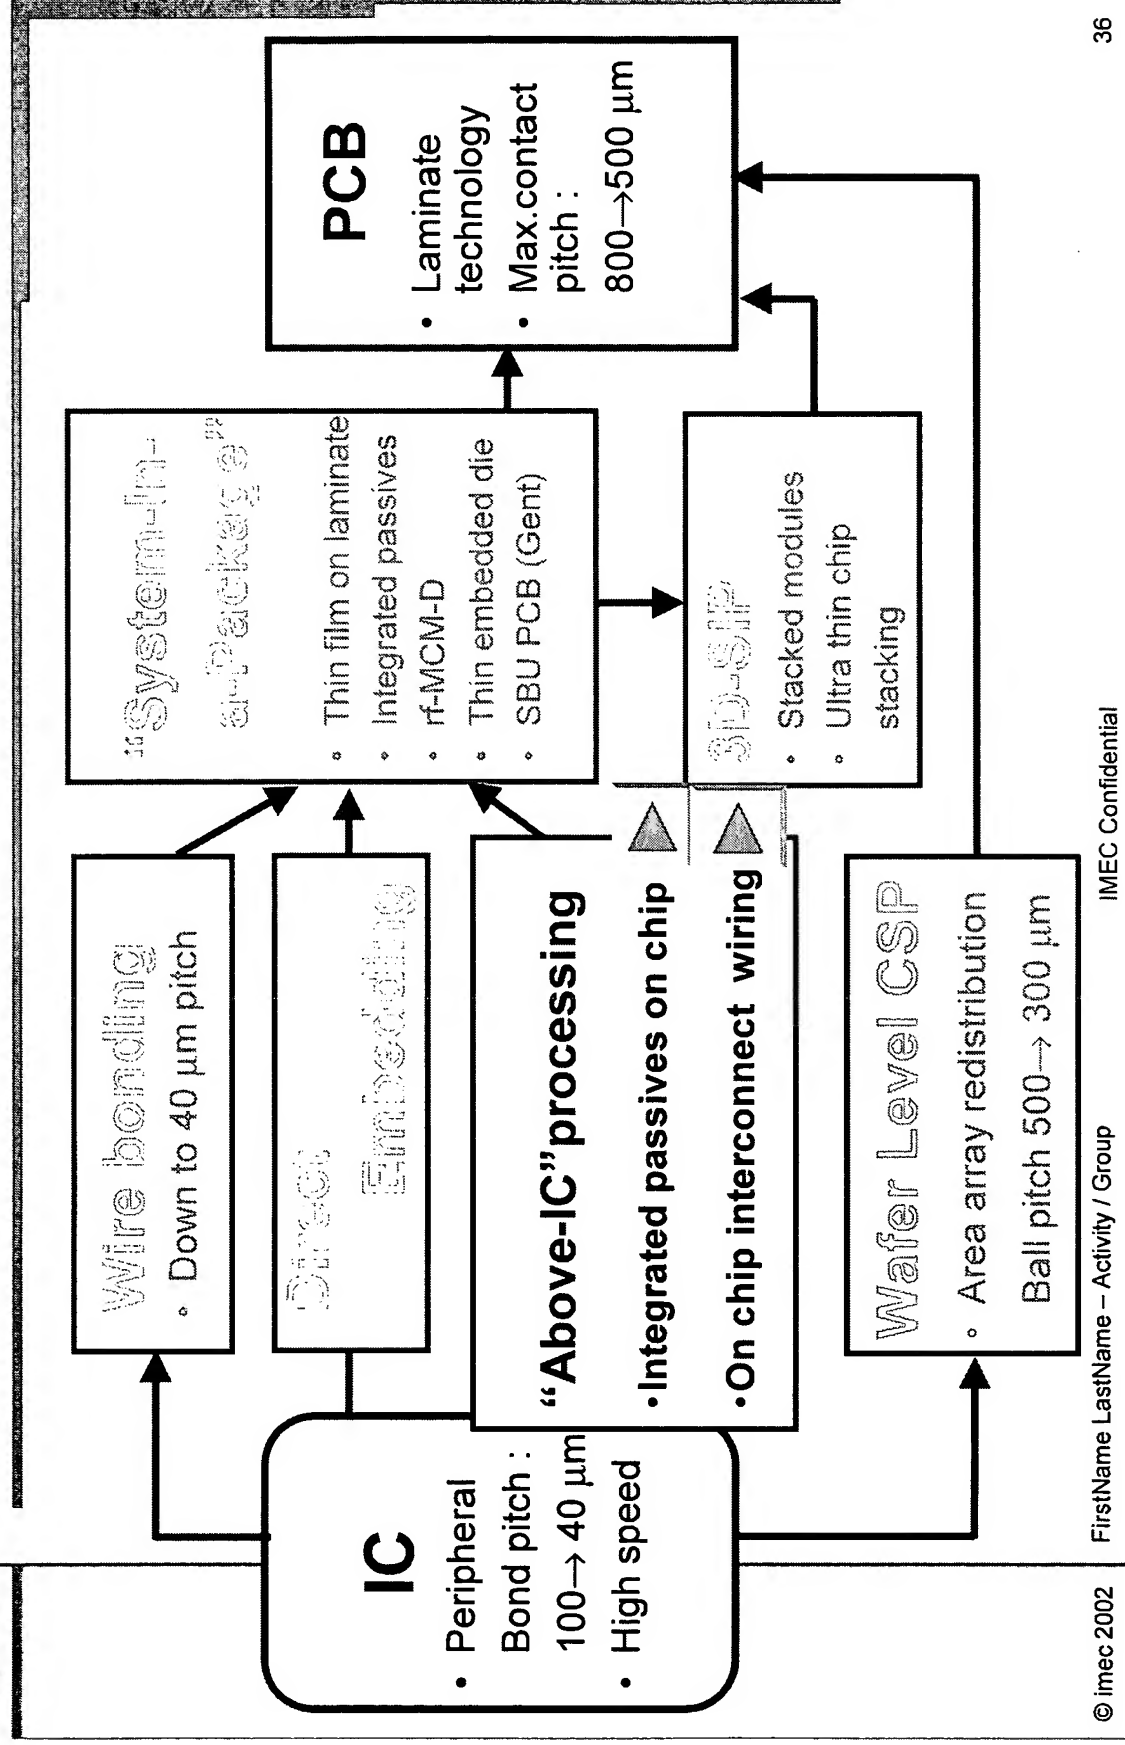 IC
• Peripheral
Bond pitch :
100→ 40 μm
• High speed
Wire bonding
• Down to 40 μm pitch
Direct
Embedding
“Above-IC”processing
•Integrated passives on chip
•On chip interconnect wiring
Wafer Level CSP
• Area array redistribution
Ball pitch 500→ 300 μm
“System-in-
a-Package”
• Thin film on laminate
• Integrated passives
• rf-MCM-D
• Thin embedded die
• SBU PCB (Gent)
3D-SIP
• Stacked modules
• Ultra thin chip
stacking
PCB
• Laminate
technology
• Max.contact
pitch :
800→500 μm
© imec 2002
FirstName LastName – Activity / Group
IMEC Confidential
36